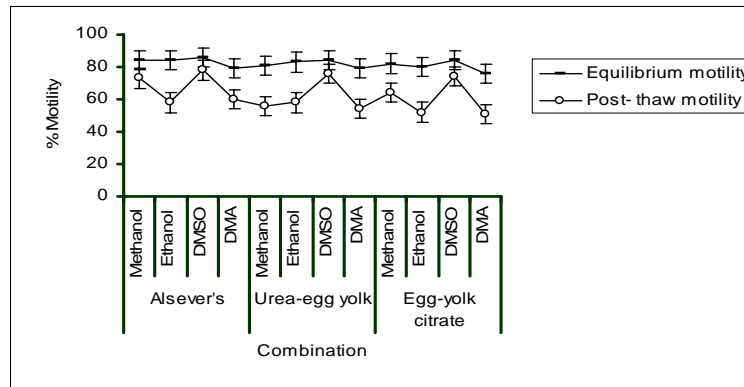 100
80
60
40
20
0
%Motility
Methanol
Ethanol
DMSO
DMA
Methanol
Ethanol
DMSO
DMA
Methanol
Ethanol
DMSO
DMA
Alsever's
Urea-egg yolk
Egg-yolk
citrate
Combination
Equilibrium motility
Post- thaw motility